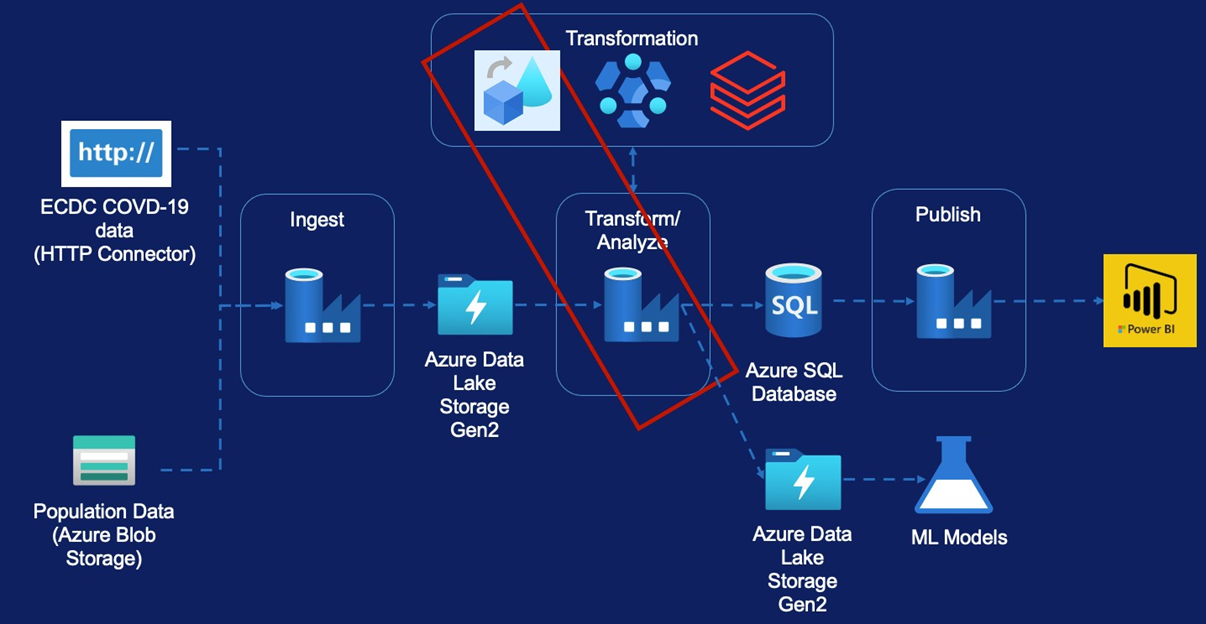 Transformation
http://
ECDC COVD-19
data
(HTTP Connector)
Ingest
Transform/
Analyze
Publish
SQL
Power BI
Azure Data
Lake
Storage
Gen2
Azure SQL
Database
Population Data
(Azure Blob
Storage)
Azure Data
Lake
Storage
Gen2
ML Models